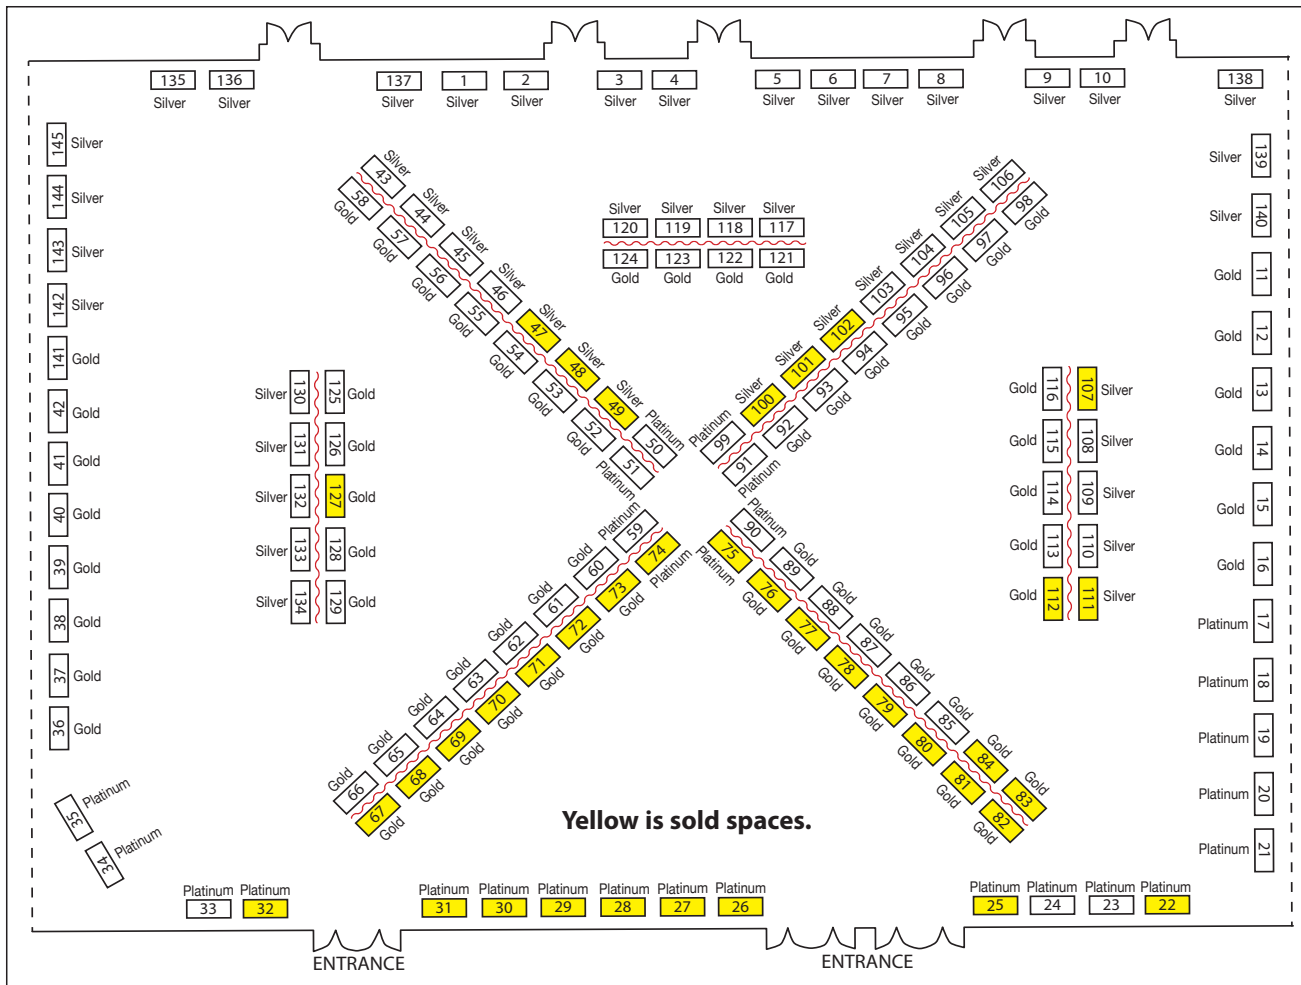 135 136 137 1 2 3 4 5 6 7 8 9 10 138
Silver Silver Silver Silver Silver Silver Silver Silver Silver Silver Silver Silver Silver Silver
145 Silver
144 Silver
143 Silver
142 Silver
141 Gold
42 Gold
41 Gold
40 Gold
39 Gold
38 Gold
37 Gold
36 Gold
35 Platinum
34 Platinum
Silver 43
Silver 44
Silver 45
Silver 46
Silver 47
Silver 48
Silver 49
Platinum 50
58 Gold
57 Gold
56 Gold
55 Gold
54 Gold
53 Gold
52 Gold
51 Platinum
Silver Silver Silver Silver
120 119 118 117
124 123 122 121
Gold Gold Gold Gold
Silver 106
Silver 105
Silver 104
Silver 103
Silver 102
Silver 101
Silver 100
Platinum 99
98 Gold
97 Gold
96 Gold
95 Gold
94 Gold
93 Gold
92 Gold
91 Platinum
Silver 130 125 Gold
Silver 131 126 Gold
Silver 132 127 Gold
Silver 133 128 Gold
Silver 134 129 Gold
Gold 116 107 Silver
Gold 115 108 Silver
Gold 114 109 Silver
Gold 113 110 Silver
Gold 112 111 Silver
Silver 139
Silver 140
Gold 11
Gold 12
Gold 13
Gold 14
Gold 15
Gold 16
Platinum 17
Platinum 18
Platinum 19
Platinum 20
Platinum 21
Platinum 59
Gold 60
Gold 61
Gold 62
Gold 63
Gold 64
Gold 65
Gold 66
74 Platinum
73 Gold
72 Gold
71 Gold
70 Gold
69 Gold
68 Gold
67 Gold
Platinum 90
Gold 89
Gold 88
Gold 87
Gold 86
Gold 85
Gold 84
Gold 83
75 Platinum
76 Gold
77 Gold
78 Gold
79 Gold
80 Gold
81 Gold
82 Gold
Yellow is sold spaces.
Platinum Platinum Platinum Platinum Platinum Platinum Platinum Platinum Platinum Platinum Platinum Platinum
33 32 31 30 29 28 27 26 25 24 23 22
ENTRANCE
ENTRANCE